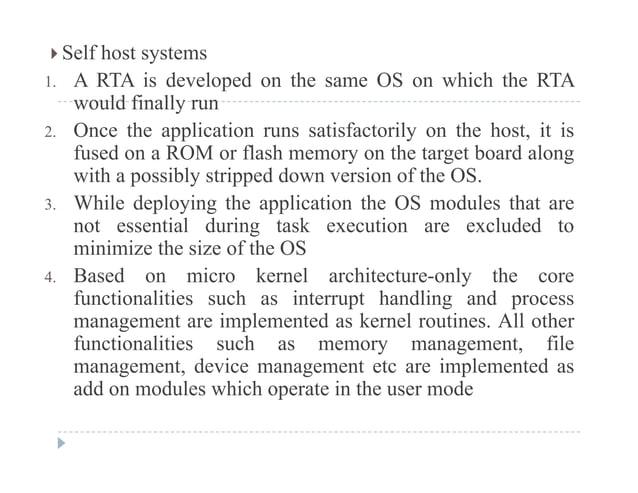 Self host systems
1. A RTA is developed on the same OS on which the RTA
would finally run
2. Once the application runs satisfactorily on the host, it is
fused on a ROM or flash memory on the target board along
with a possibly stripped down version of the OS.
3. While deploying the application the OS modules that are
not essential during task execution are excluded to
minimize the size of the OS
4. Based on micro kernel architecture-only the core
functionalities such as interrupt handling and process
management are implemented as kernel routines. All other
functionalities such as memory management, file
management, device management etc are implemented as
add on modules which operate in the user mode